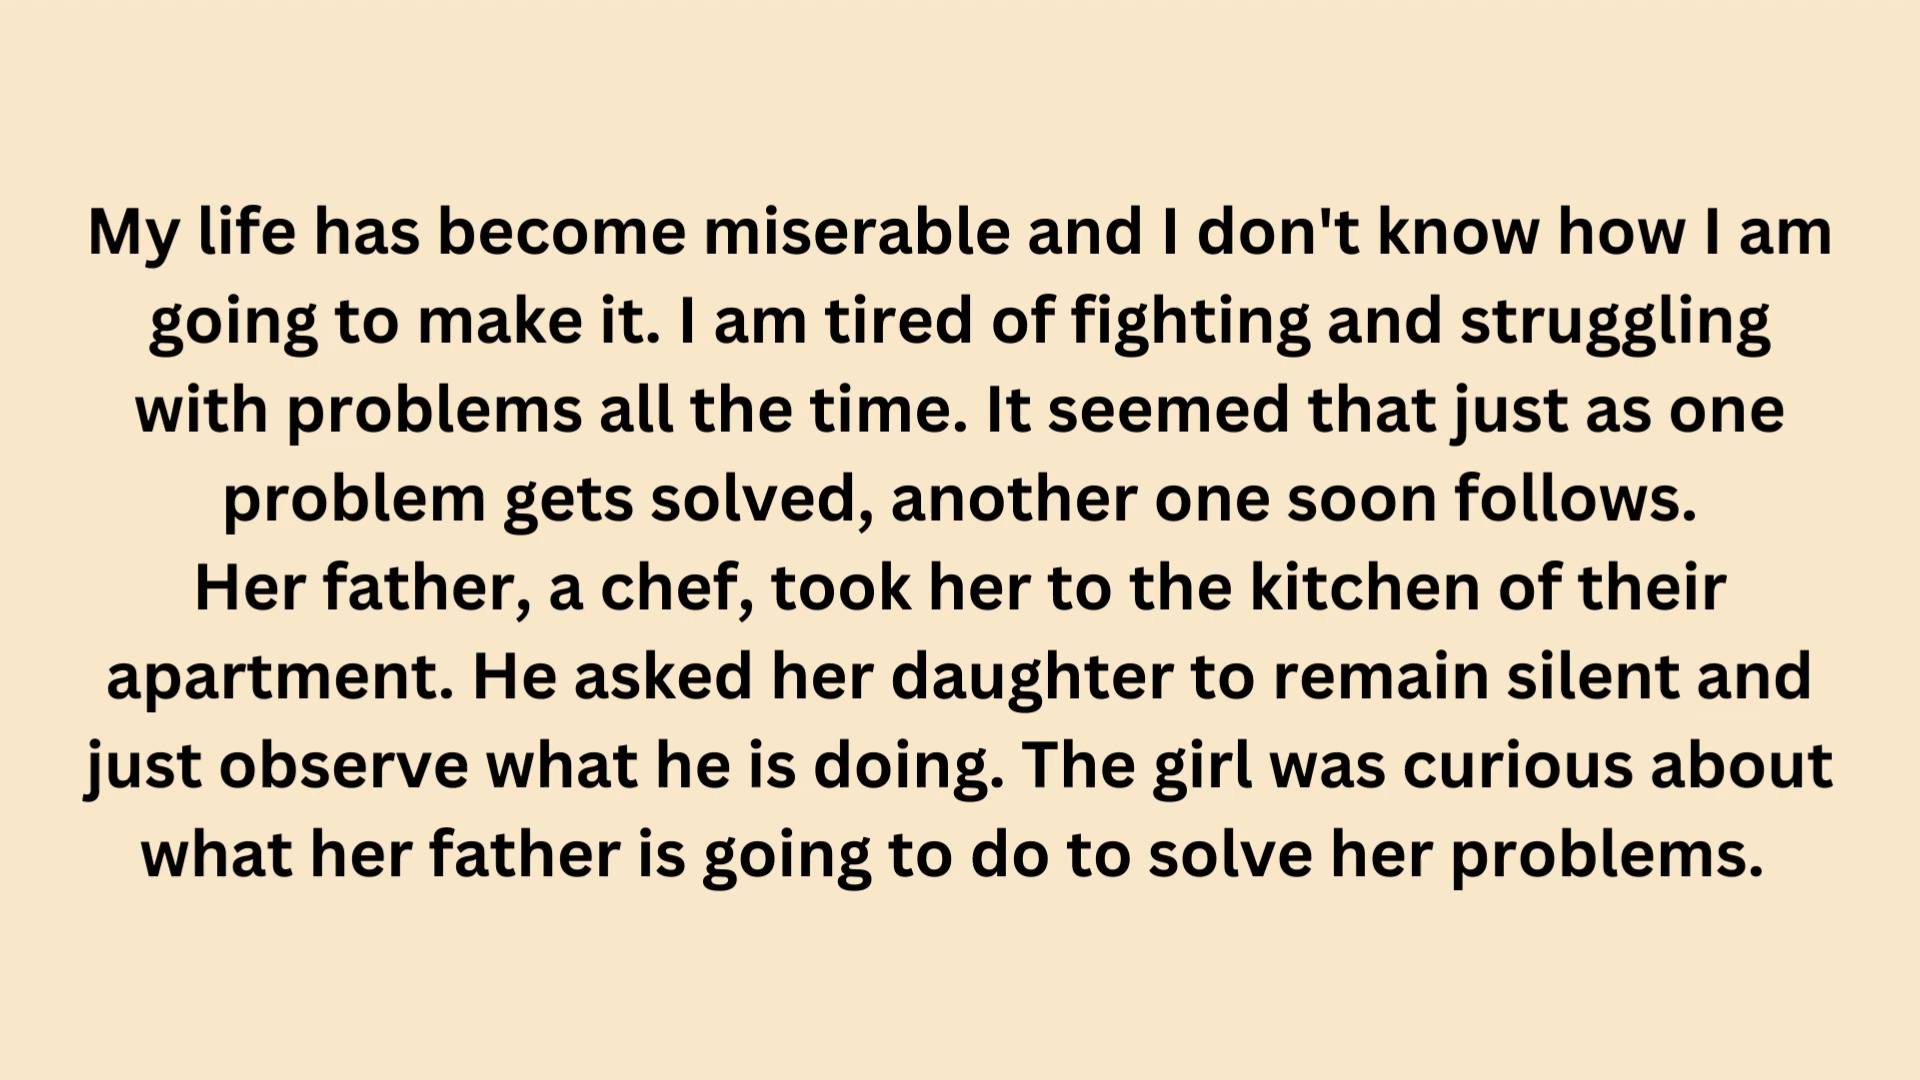 My life has become miserable and I don't know how I am
going to make it. I am tired of fighting and struggling
with problems all the time. It seemed that just as one
problem gets solved, another one soon follows.
Her father, a chef, took her to the kitchen of their
apartment. He asked her daughter to remain silent and
just observe what he is doing. The girl was curious about
what her father is going to do to solve her problems.